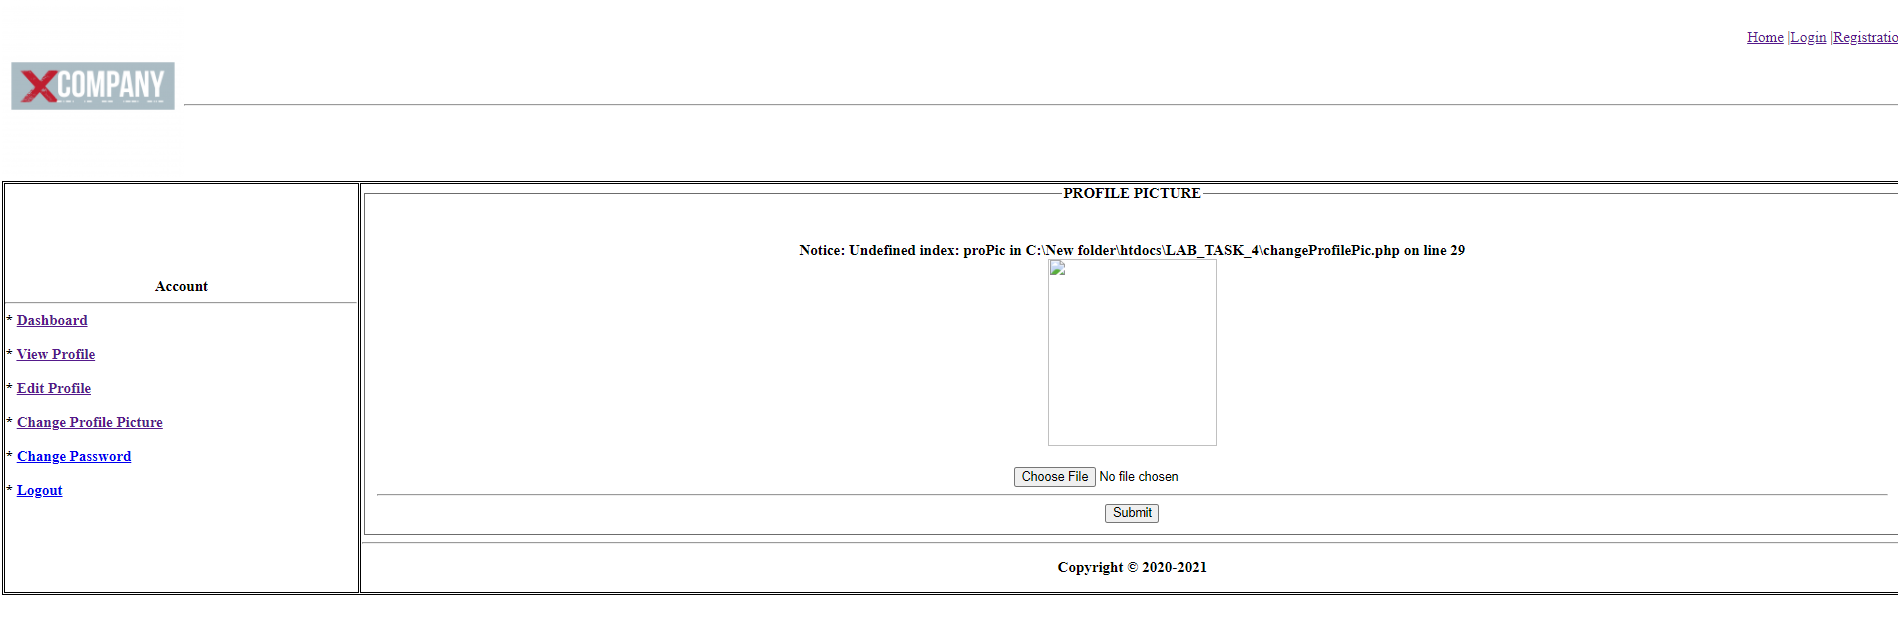 Home |Login |Registratio
XCOMPANY
PROFILE PICTURE
Notice: Undefined index: proPic in C:\New folder\htdocs\LAB_TASK_4\changeProfilePic.php on line 29
Account
* Dashboard
* View Profile
* Edit Profile
* Change Profile Picture
* Change Password
* Logout
Choose File No file chosen
Submit
Copyright © 2020-2021